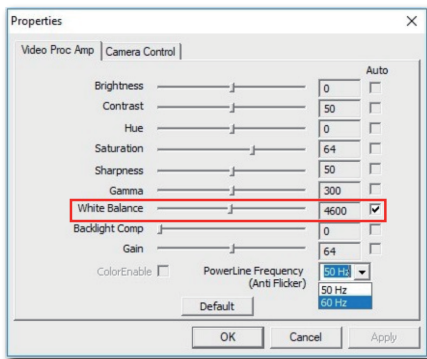 Properties
Video Proc Amp Camera Control
Auto
Brightness 0
Contrast 50
Hue 0
Saturation 64
Sharpness 50
Gamma 300
White Balance 4600
Backlight Comp 0
Gain 64
ColorEnable PowerLine Frequency 50 Hz
(Anti Flicker) 50 Hz
60 Hz
Default
OK Cancel Apply